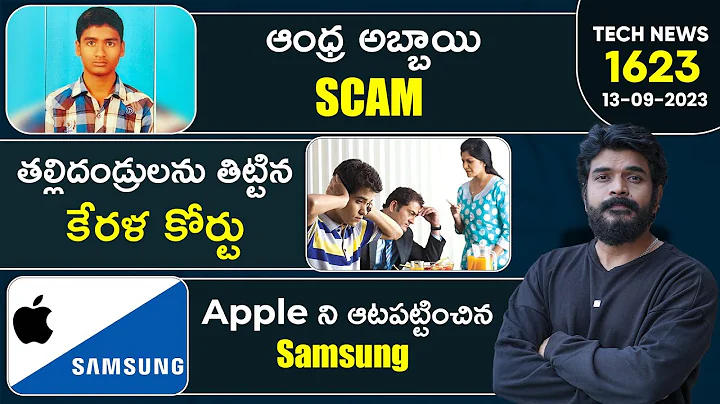 ఆంధ్ర అబ్బాయి
SCAM
TECH NEWS
1623
13-09-2023
తల్లిదండ్రులను తిట్టిన
కేరళ కోర్టు
SAMSUNG
Apple ని ఆటపట్టించిన
Samsung